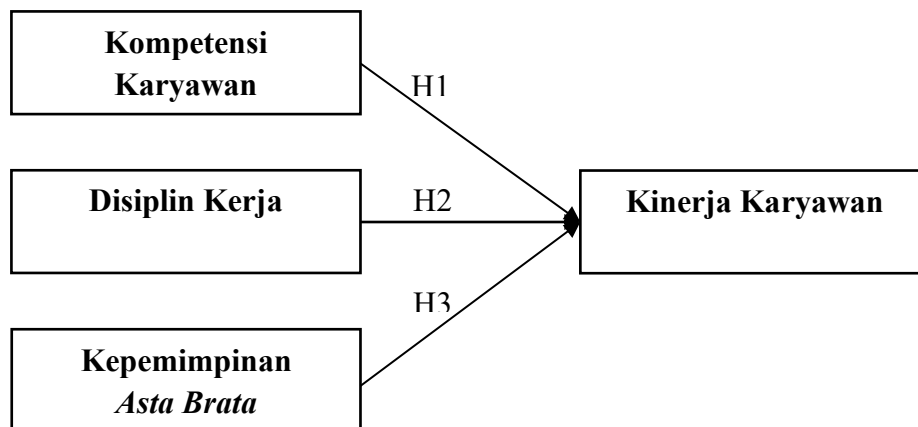 Kompetensi
Karyawan
H1
Disiplin Kerja
H2
Kinerja Karyawan
H3
Kepemimpinan
Asta Brata